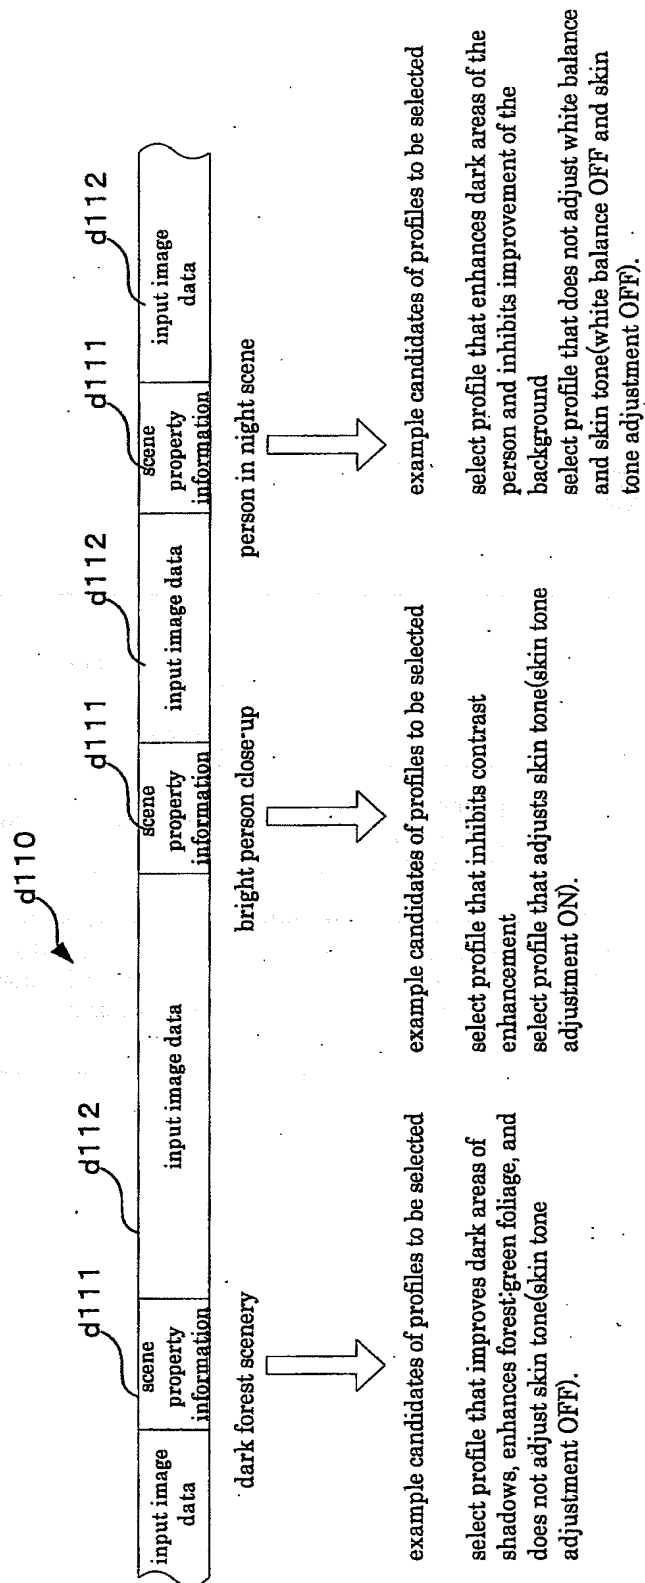 d110
d111
d112
d111
d112
d111
d112
input image
data
scene
property
information
input image data
scene
property
information
input image data
scene
property
information
input image
data
dark forest scenery
bright person close-up
person in night scene
example candidates of profiles to be selected
select profile that improves dark areas of
shadows, enhances forest-green foliage, and
does not adjust skin tone(skin tone
adjustment OFF).
example candidates of profiles to be selected
select profile that inhibits contrast
enhancement
select profile that adjusts skin tone(skin tone
adjustment ON).
example candidates of profiles to be selected
select profile that enhances dark areas of the
person and inhibits improvement of the
background
select profile that does not adjust white balance
and skin tone(white balance OFF and skin
tone adjustment OFF).